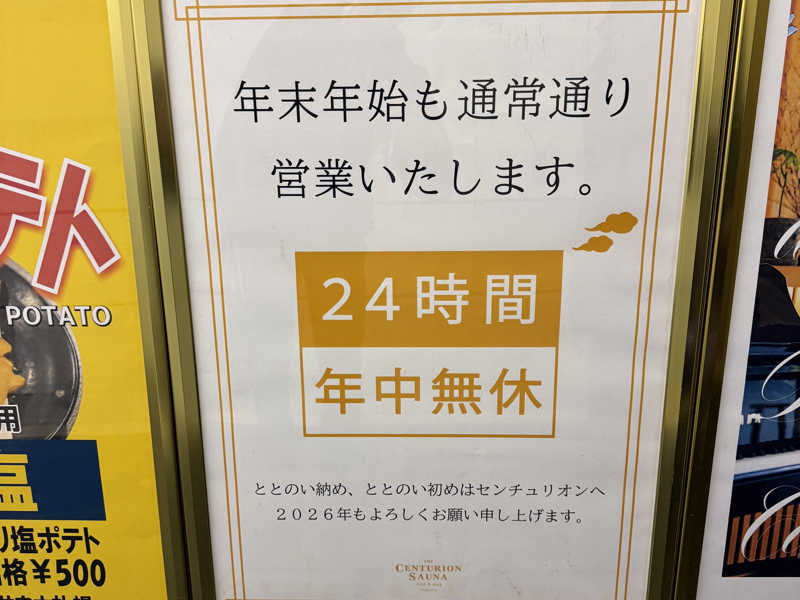 年末年始も通常通り
営業いたします。
24時間
年中無休
ととのい納め、ととのい初めはセンチュリオンへ
2026年もよろしくお願い申し上げます。
THE
CENTURION
SAUNA
テト
POTATO
用
塩
り塩ポテト
格¥500